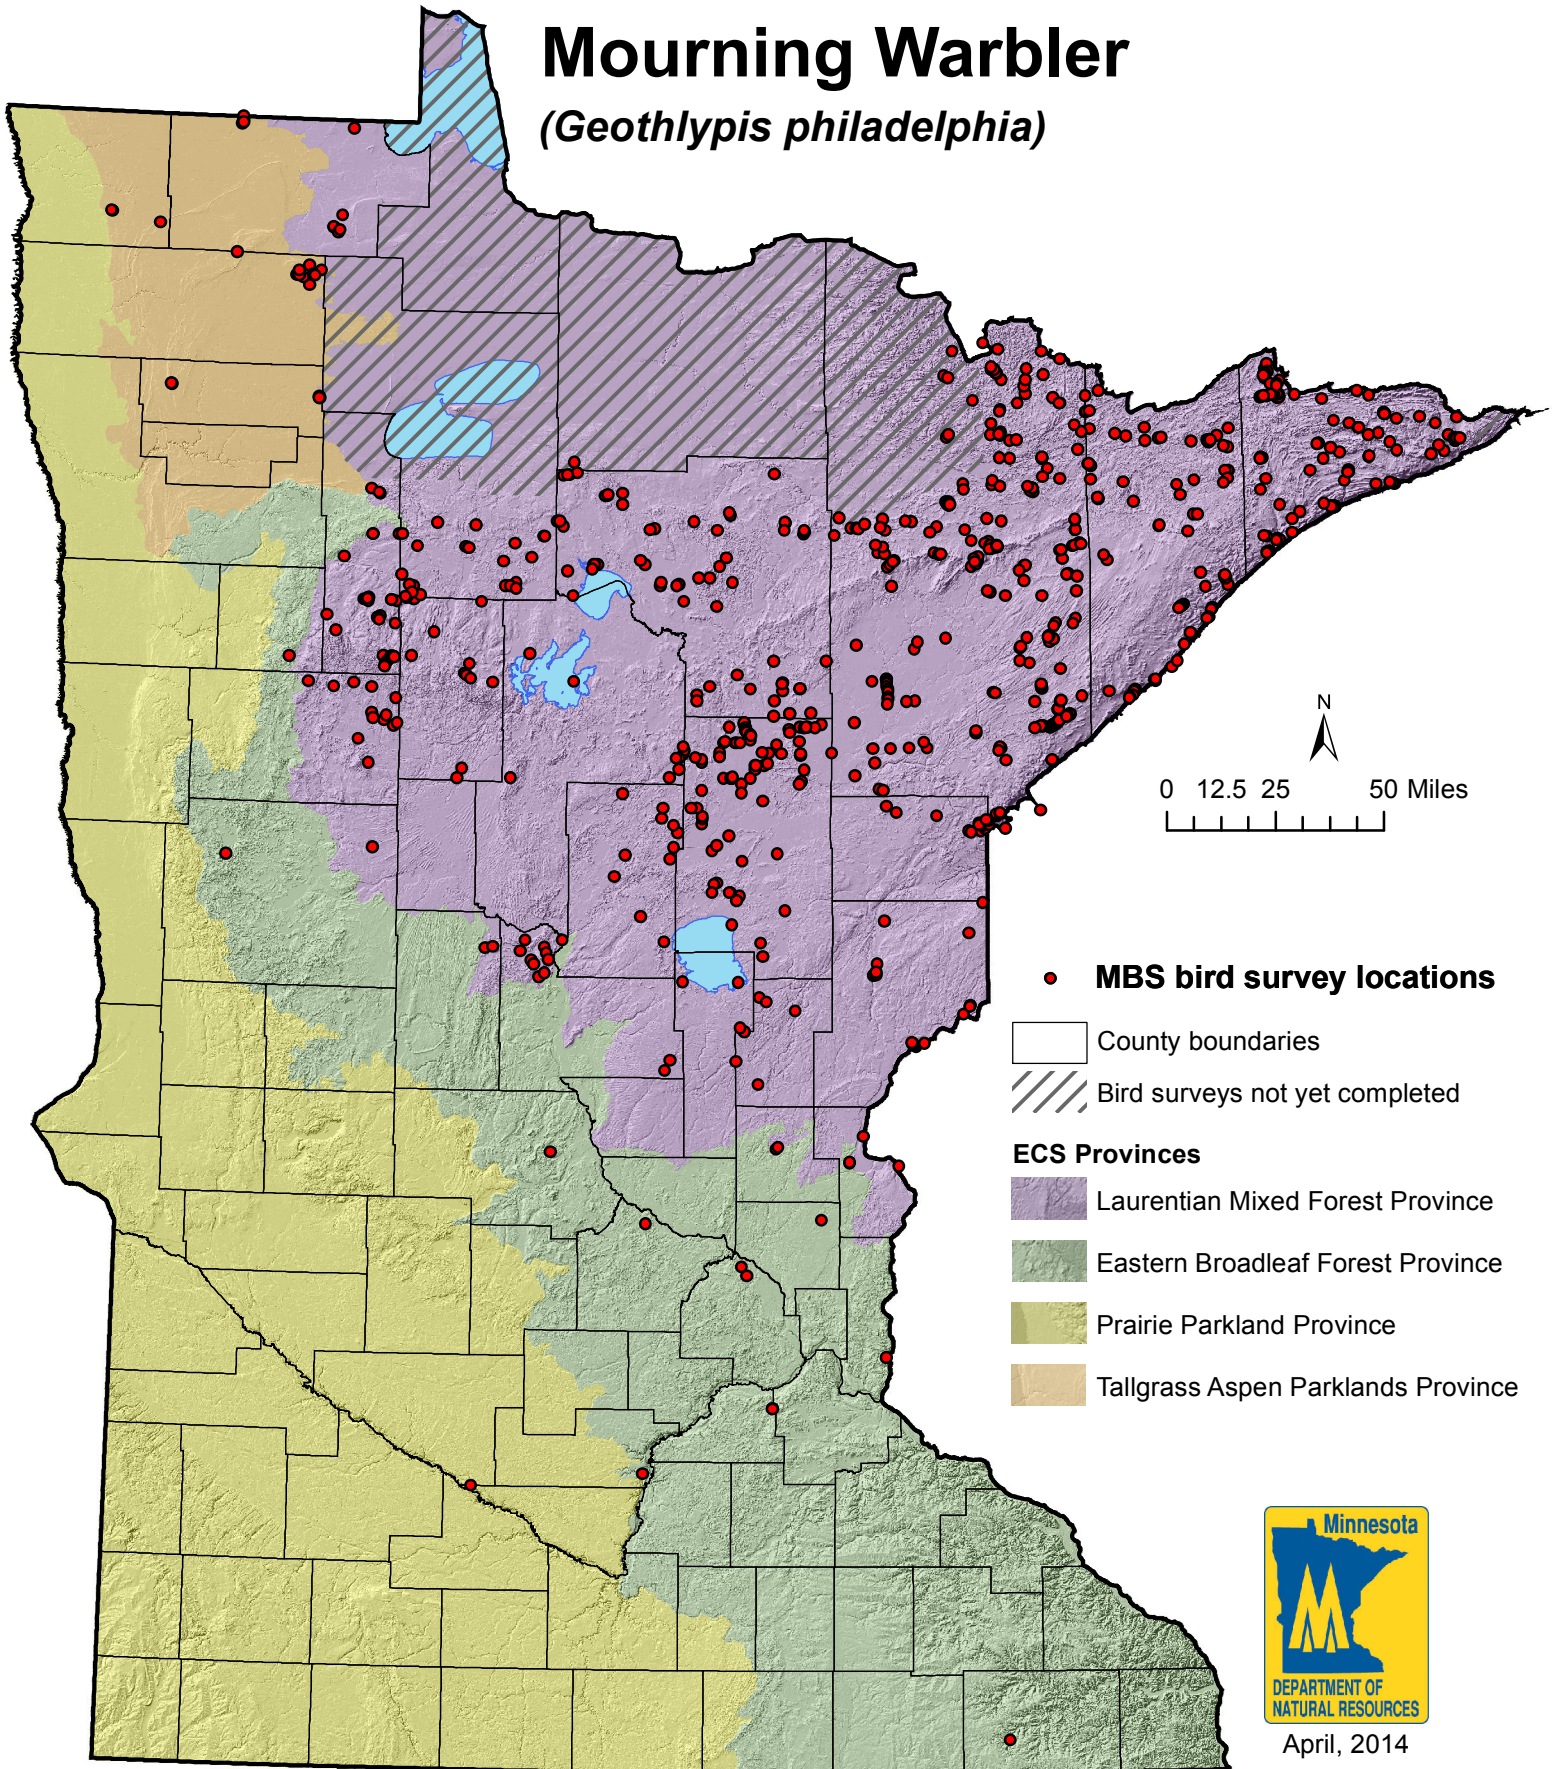 Mourning Warbler
(Geothlypis philadelphia)
N
0 12.5 25 50 Miles
MBS bird survey locations
County boundaries
Bird surveys not yet completed
ECS Provinces
Laurentian Mixed Forest Province
Eastern Broadleaf Forest Province
Prairie Parkland Province
Tallgrass Aspen Parklands Province
Minnesota
DEPARTMENT OF
NATURAL RESOURCES
April, 2014